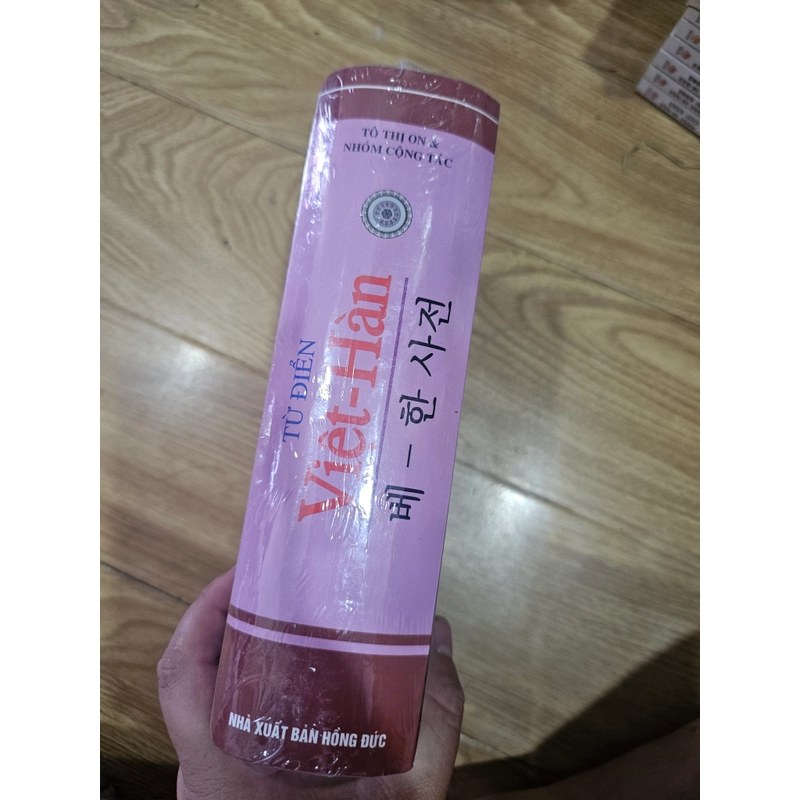 TÔ THỊ ON &
NHÓM CỘNG TÁC
TỪ ĐIỂN
Việt-Hàn
베 – 한 사전
NHÀ XUẤT BẢN HỒNG ĐỨC